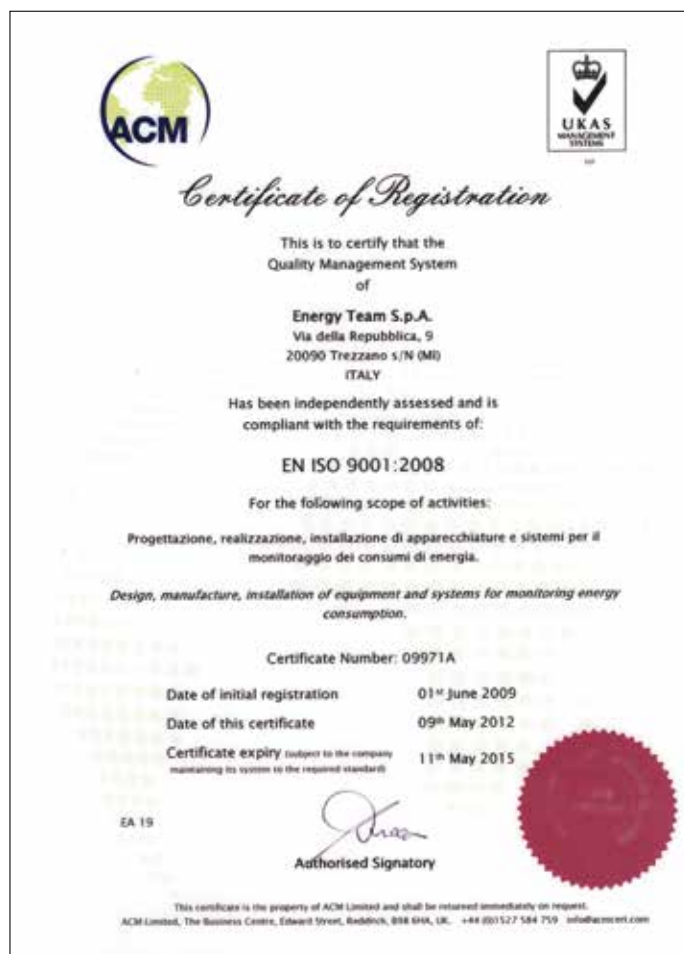 ACM
UKAS
MANAGEMENT
SYSTEMS
Certificate of Registration
This is to certify that the
Quality Management System
of
Energy Team S.p.A.
Via della Repubblica, 9
20090 Trezzano s/N (MI)
ITALY
Has been independently assessed and is
compliant with the requirements of:
EN ISO 9001:2008
For the following scope of activities:
Progettazione, realizzazione, installazione di apparecchiature e sistemi per il
monitoraggio dei consumi di energia.
Design, manufacture, installation of equipment and systems for monitoring energy
consumption.
Certificate Number: 09971A
Date of initial registration 01st June 2009
Date of this certificate 09th May 2012
Certificate expiry (subject to the company
maintaining its system to the required standard) 11th May 2015
EA 19
Authorised Signatory
This certificate is the property of ACM Limited and shall be returned immediately on request.
ACM Limited, The Business Centre, Edward Street, Redditch, B98 6HA, UK. +44 (0)1527 584 759 info@acmcert.com